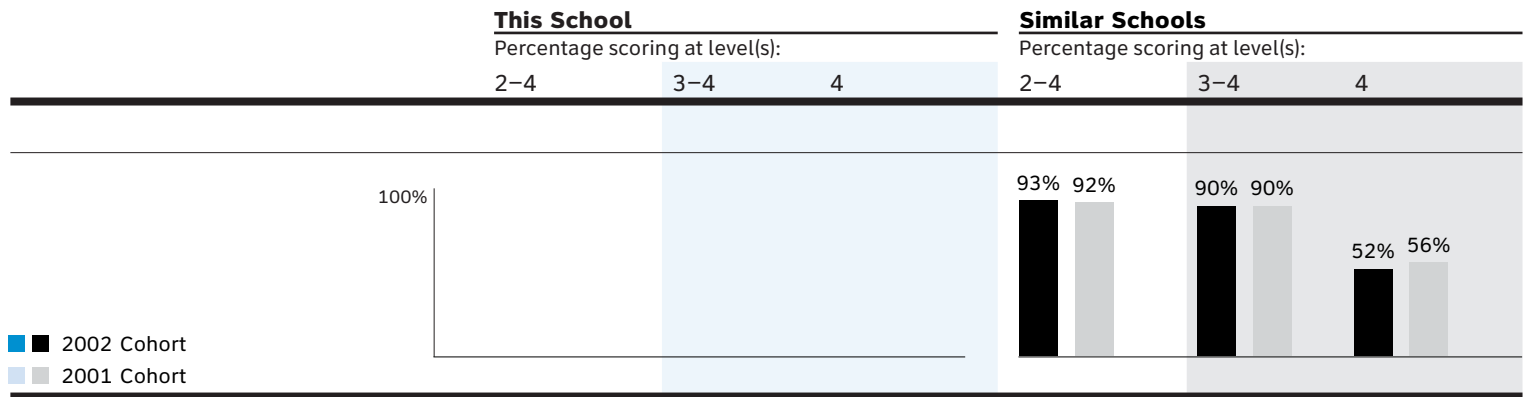 This School
Similar Schools
Percentage scoring at level(s):
Percentage scoring at level(s):
2–4 3–4 4
2–4 3–4 4
100%
93% 92% 90% 90% 52% 56%
2002 Cohort
2001 Cohort